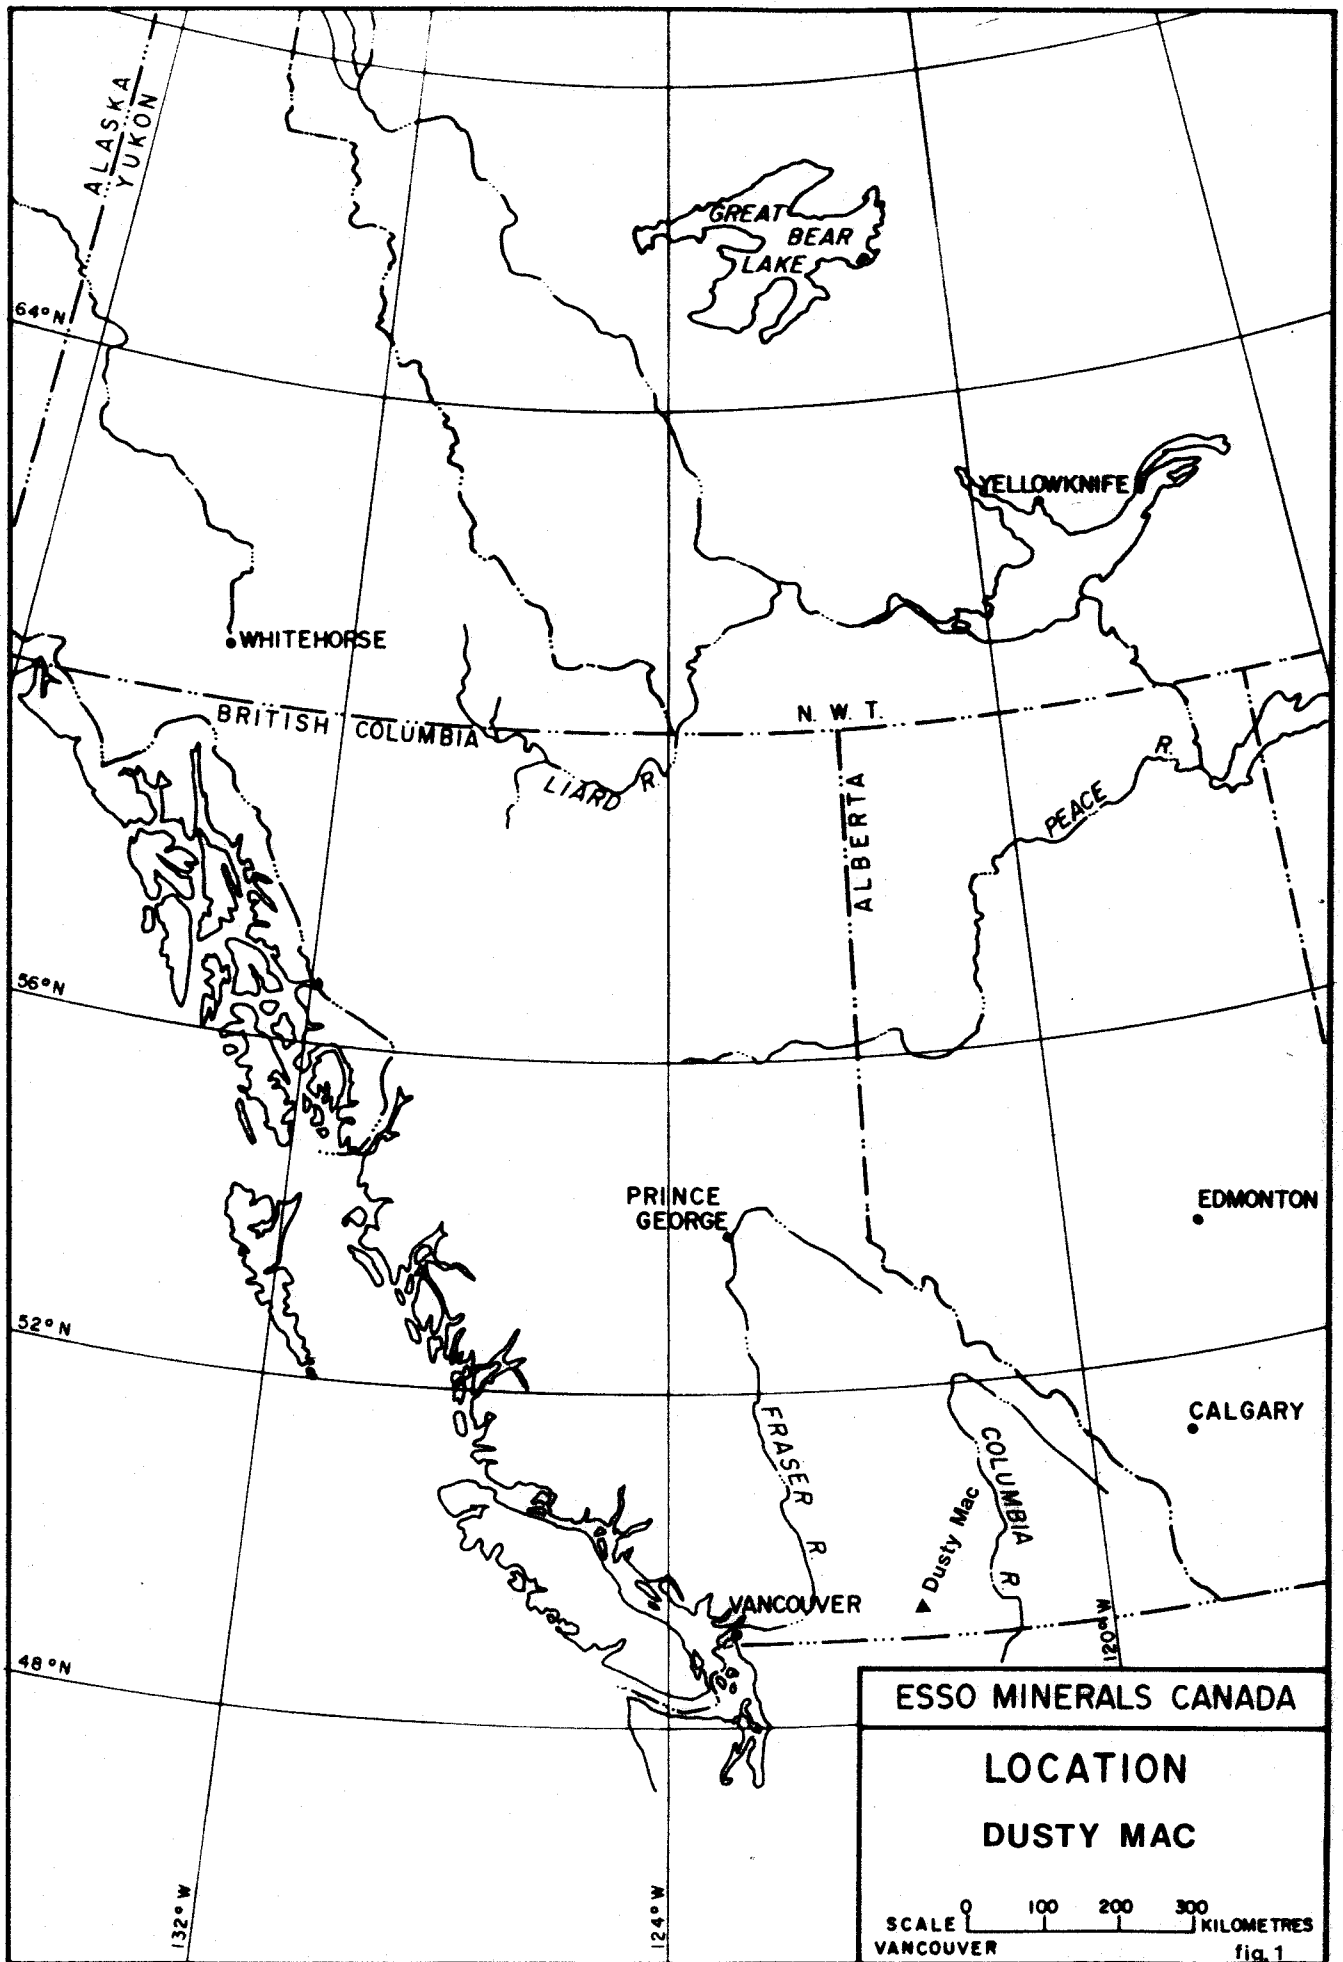 ALASKA
YUKON
GREAT
BEAR
LAKE
64° N
YELLOWKNIFE
WHITEHORSE
BRITISH COLUMBIA
N. W. T.
LIARD R.
PEACE R.
ALBERTA
56° N
PRINCE
GEORGE
EDMONTON
52° N
CALGARY
FRASER R.
COLUMBIA R.
Dusty Mac
VANCOUVER
120° W
48° N
132° W
124° W
ESSO MINERALS CANADA
LOCATION
DUSTY MAC
0 100 200 300
SCALE KILOMETRES
VANCOUVER fig. 1